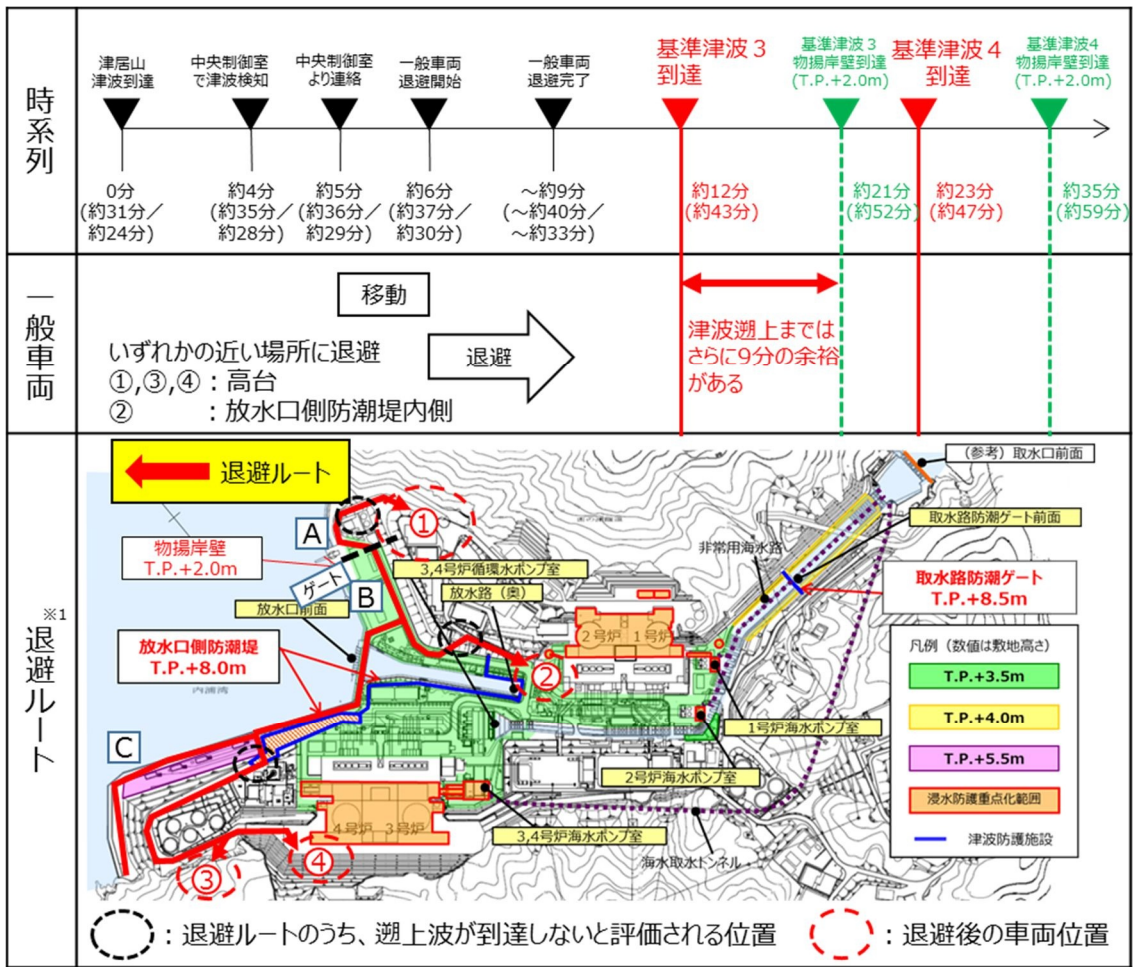 時系列
津居山
津波到達
中央制御室
で津波検知
中央制御室
より連絡
一般車両
退避開始
一般車両
退避完了
基準津波3
到達
基準津波3
物揚岸壁到達
(T.P.+2.0m)
基準津波4
到達
基準津波4
物揚岸壁到達
(T.P.+2.0m)
0分
(約31分/
約24分)
約4分
(約35分/
約28分)
約5分
(約36分/
約29分)
約6分
(約37分/
約30分)
~約9分
(~約40分/
~約33分)
約12分
(約43分)
約21分
(約52分)
約23分
(約47分)
約35分
(約59分)
一般車両
移動
いずれかの近い場所に退避
①,③,④:高台
② :放水口側防潮堤内側
退避
津波遡上までは
さらに9分の余裕
がある
※1
退避ルート
退避ルート
(参考)取水口前面
A
①
取水路防潮ゲート前面
物揚岸壁
T.P.+2.0m
非常用海水路
ゲート
3,4号炉循環水ポンプ室
取水路防潮ゲート
T.P.+8.5m
B
放水路(奥)
放水口前面
2号炉
1号炉
放水口側防潮堤
T.P.+8.0m
内浦湾
②
凡例(数値は敷地高さ)
T.P.+3.5m
T.P.+4.0m
T.P.+5.5m
浸水防護重点化範囲
津波防護施設
C
1号炉海水ポンプ室
2号炉海水ポンプ室
4号炉
3号炉
3,4号炉海水ポンプ室
海水取水トンネル
③
④
:退避ルートのうち、遡上波が到達しないと評価される位置
:退避後の車両位置